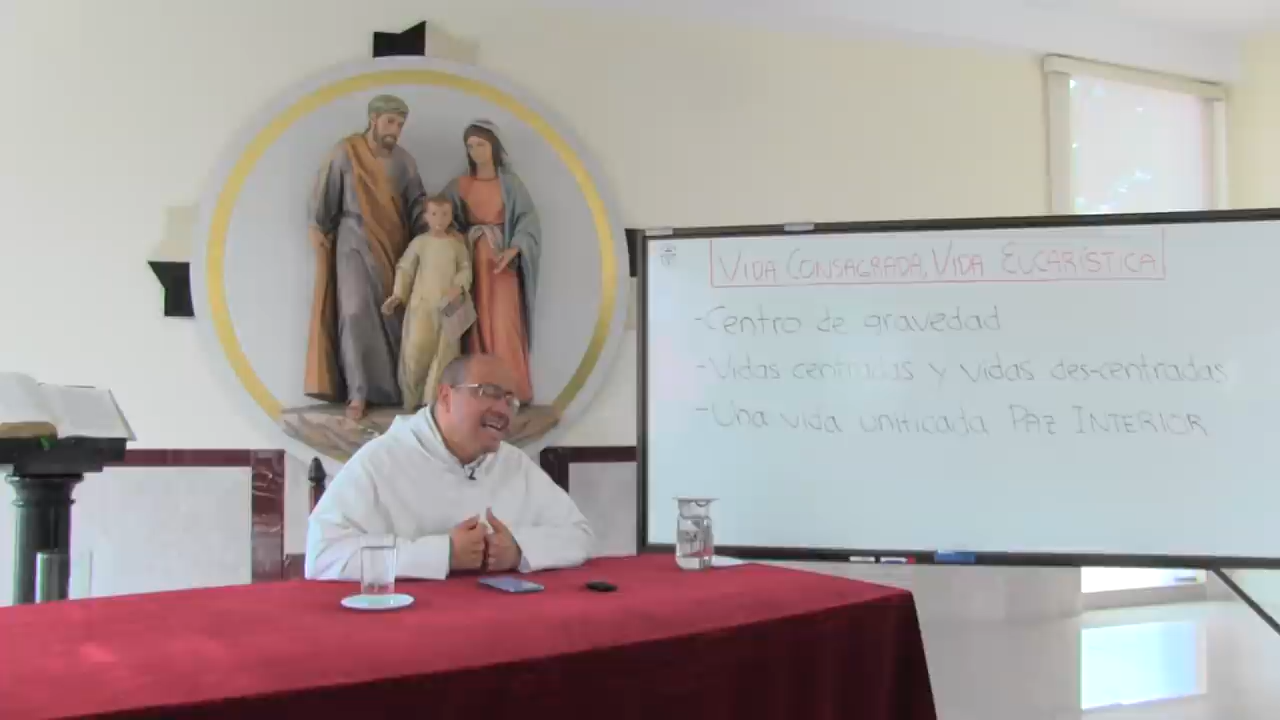 VIDA CONSAGRADA, VIDA EUCARÍSTICA
-Centro de gravedad
-Vidas centradas y vidas des-centradas
-Una vida unificada PAZ INTERIOR